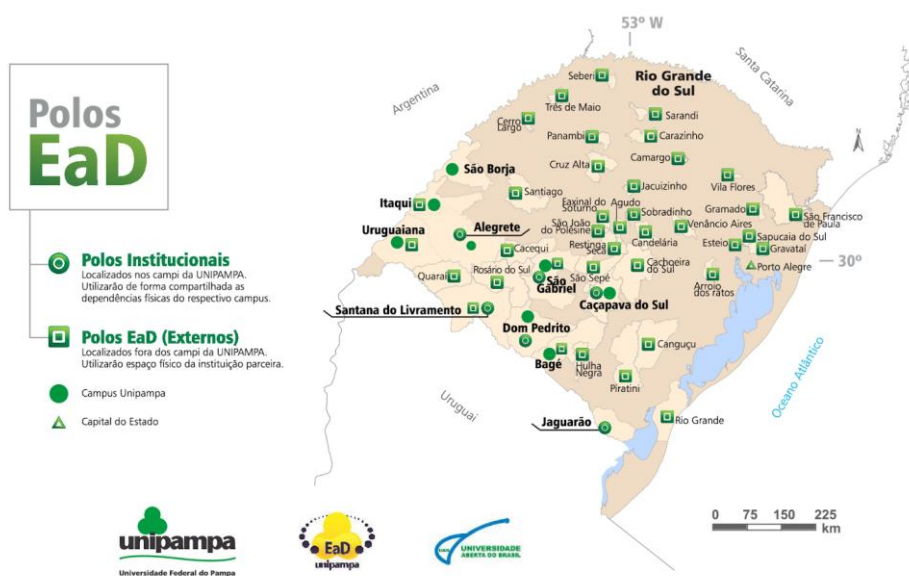 53º W
Santa Catarina
Argentina
Rio Grande
do Sul
Polos
EaD
Seberi
Três de Maio
Cerro
Largo
Sarandi
Panambi
Carazinho
N
São Borja
Cruz Alta
Camargo
Santiago
Jacuizinho
Vila Flores
Itaqui
Faxinal do
Soturno
Agudo
Sobradinho
Gramado
São Francisco
de Paula
Uruguaiana
Alegrete
São João
do Polêsine
Venâncio Aires
Candelária
Sapucaia do Sul
Esteio
Gravataí
Polos Institucionais
Localizados nos campi da UNIPAMPA.
Utilizarão de forma compartilhada as
dependências físicas do respectivo campus.
Cacequi
Restinga
Seca
Quaraí
Rosário do Sul
São
Gabriel
São Sepé
Cachoeira
do Sul
Porto Alegre
30º
Arroio
dos ratos
Santana do Livramento
Caçapava do Sul
Polos EaD (Externos)
Localizados fora dos campi da UNIPAMPA.
Utilizarão espaço físico da instituição parceira.
Dom Pedrito
Bagé
Hulha
Negra
Canguçu
Piratini
Campus Unipampa
Capital do Estado
Uruguai
Oceano Atlântico
Jaguarão
Rio Grande
0 75 150 225
km
unipampa
Universidade Federal do Pampa
EaD
unipampa
UAB
UNIVERSIDADE
ABERTA DO BRASIL